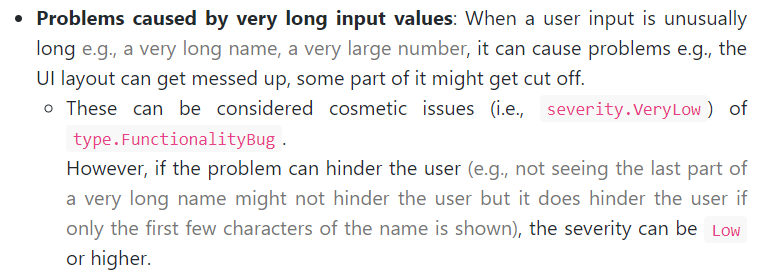 • Problems caused by very long input values: When a user input is unusually
long e.g., a very long name, a very large number, it can cause problems e.g., the
UI layout can get messed up, some part of it might get cut off.
◦ These can be considered cosmetic issues (i.e., severity.VeryLow ) of
type.FunctionalityBug .
However, if the problem can hinder the user (e.g., not seeing the last part of
a very long name might not hinder the user but it does hinder the user if
only the first few characters of the name is shown), the severity can be Low
or higher.